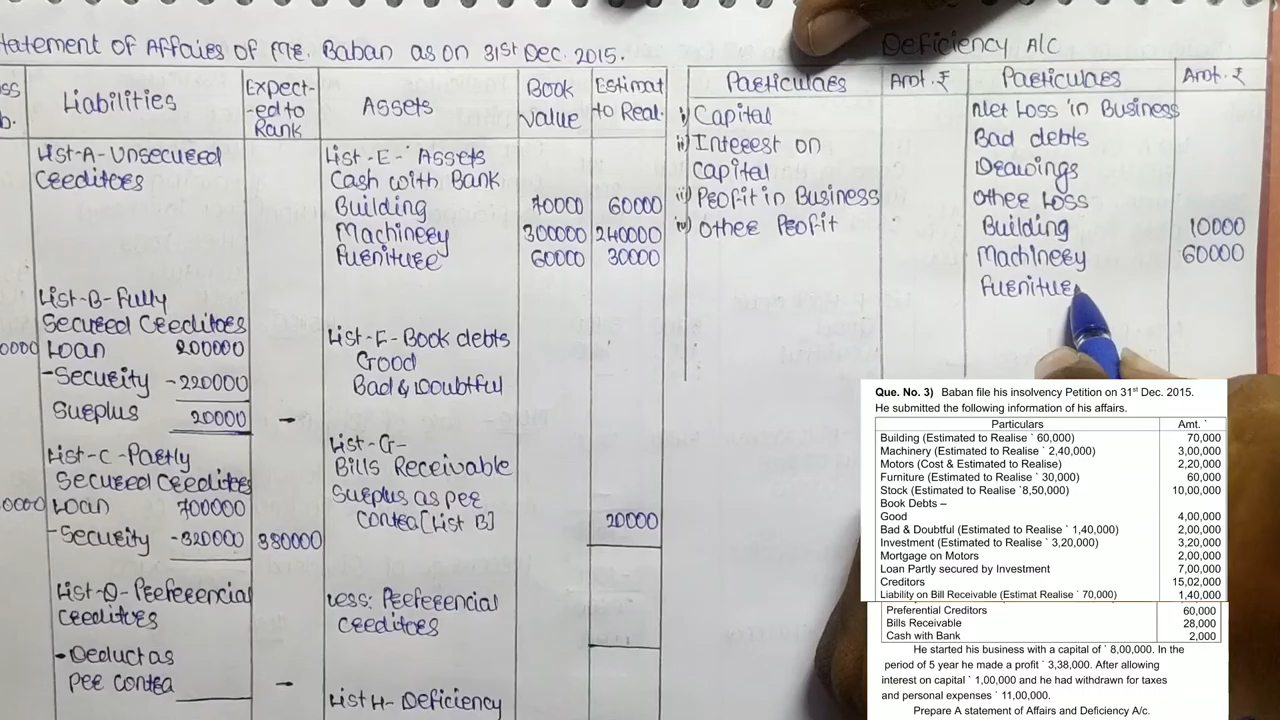 tatement of Affairs of Mr. Baban as on 31st Dec. 2015.
ss
b.
Liabilities
Expect-
ed to
Rank
Assets
Book
Value
Estimat
to Real.
List-A-Unsecured
Creditors
List-E- Assets
Cash with Bank
Building 70000 60000
Machinery 300000 240000
Furniture 60000 30000
List-B-Fully
Secured Creditors
0000 Loan 200000
-Security -220000
Surplus 20000 -
List-F-Book debts
Good
Bad & Doubtful
List-C-Partly
Secured Creditors
0000 Loan 700000
-Security -320000 380000
List-G-
Bills Receivable
Surplus as per
Contra [List B] 20000
List-D-Preferencial
Creditors
-Deduct as
per contra -
Less: Preferencial
Creditors
List H- Deficiency
Deficiency A/C
Particulars Amt. ₹ Particulars Amt. ₹
i) Capital
ii) Interest on
Capital
iii) Profit in Business
iv) Other Profit
Net Loss in Business
Bad debts
Drawings
Other Loss
Building 10000
Machinery 60000
Furnitur
Que. No. 3) Baban file his insolvency Petition on 31st Dec. 2015.
He submitted the following information of his affairs.
Particulars Amt. `
Building (Estimated to Realise ` 60,000) 70,000
Machinery (Estimated to Realise ` 2,40,000) 3,00,000
Motors (Cost & Estimated to Realise) 2,20,000
Furniture (Estimated to Realise ` 30,000) 60,000
Stock (Estimated to Realise `8,50,000) 10,00,000
Book Debts –
Good 4,00,000
Bad & Doubtful (Estimated to Realise ` 1,40,000) 2,00,000
Investment (Estimated to Realise ` 3,20,000) 3,20,000
Mortgage on Motors 2,00,000
Loan Partly secured by Investment 7,00,000
Creditors 15,02,000
Liability on Bill Receivable (Estimat Realise ` 70,000) 1,40,000
Preferential Creditors 60,000
Bills Receivable 28,000
Cash with Bank 2,000
He started his business with a capital of ` 8,00,000. In the
period of 5 year he made a profit ` 3,38,000. After allowing
interest on capital ` 1,00,000 and he had withdrawn for taxes
and personal expenses ` 11,00,000.
Prepare A statement of Affairs and Deficiency A/c.